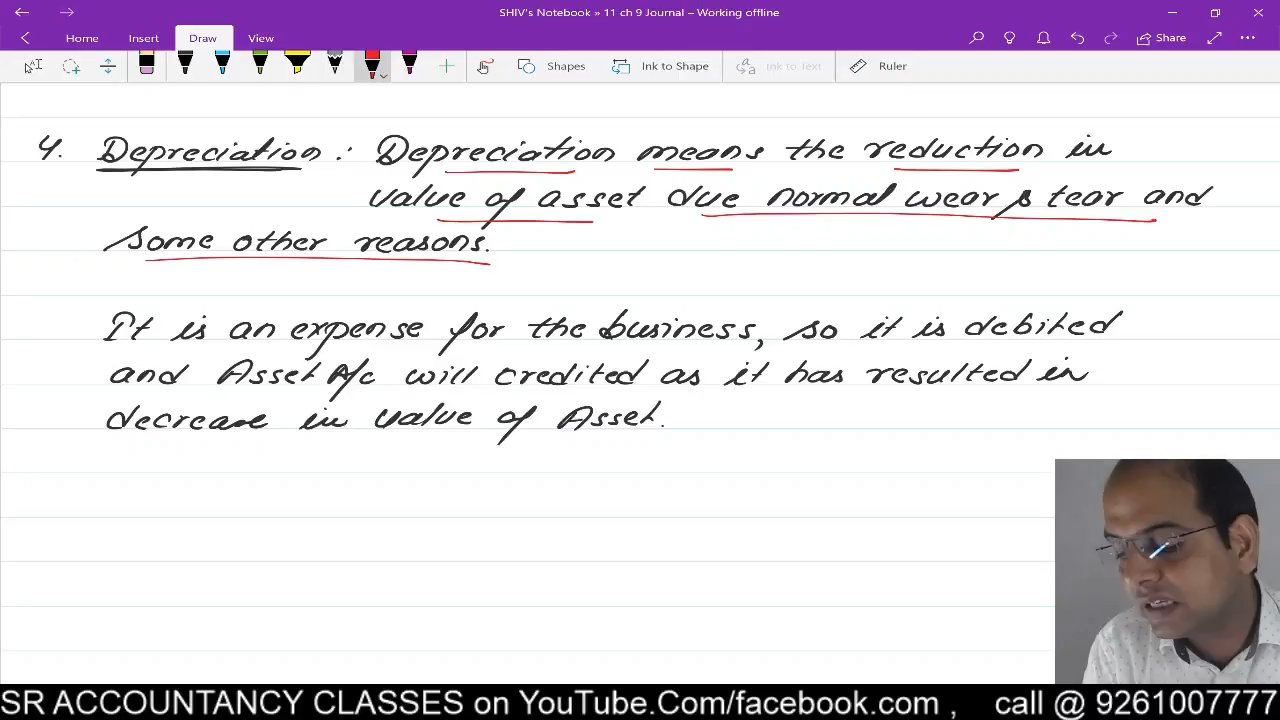 SHIV's Notebook » 11 ch 9 Journal – Working offline
Home Insert Draw View Share
Shapes Ink to Shape Ink to Text Ruler
4. Depreciation : Depreciation means the reduction in
value of asset due normal wear & tear and
some other reasons.
It is an expense for the business, so it is debited
and Asset A/c will credited as it has resulted in
decrease in value of Asset.
SR ACCOUNTANCY CLASSES on YouTube.Com/facebook.com , call @ 9261007777